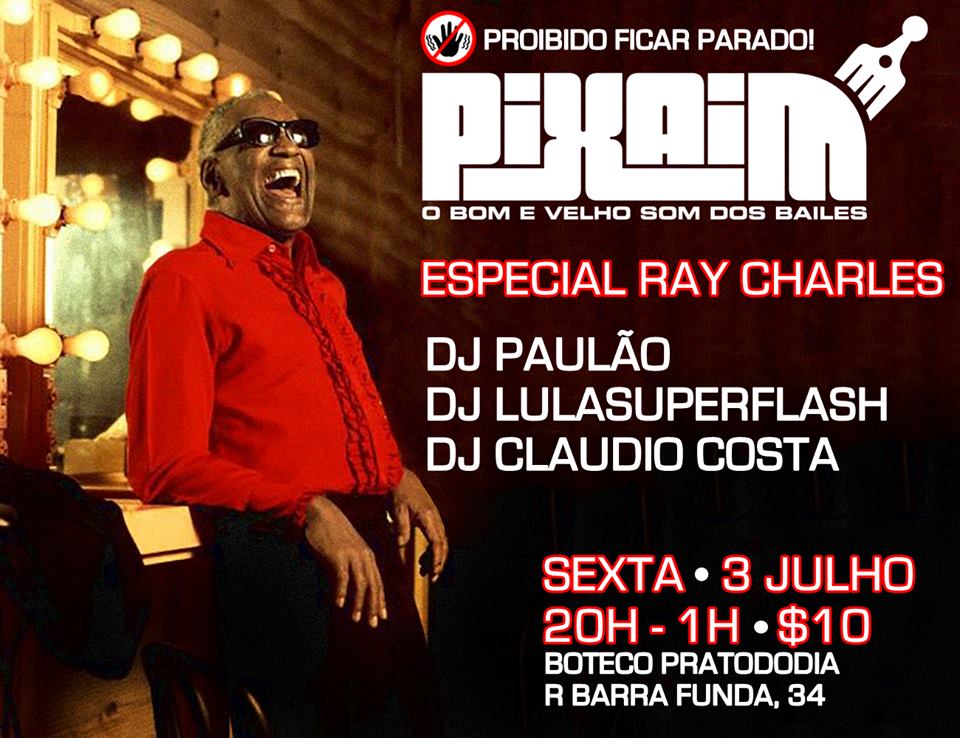 PROIBIDO FICAR PARADO!
PIXAIM
O BOM E VELHO SOM DOS BAILES
ESPECIAL RAY CHARLES
DJ PAULÃO
DJ LULASUPERFLASH
DJ CLAUDIO COSTA
SEXTA • 3 JULHO
20H - 1H • $10
BOTECO PRATODODIA
R BARRA FUNDA, 34